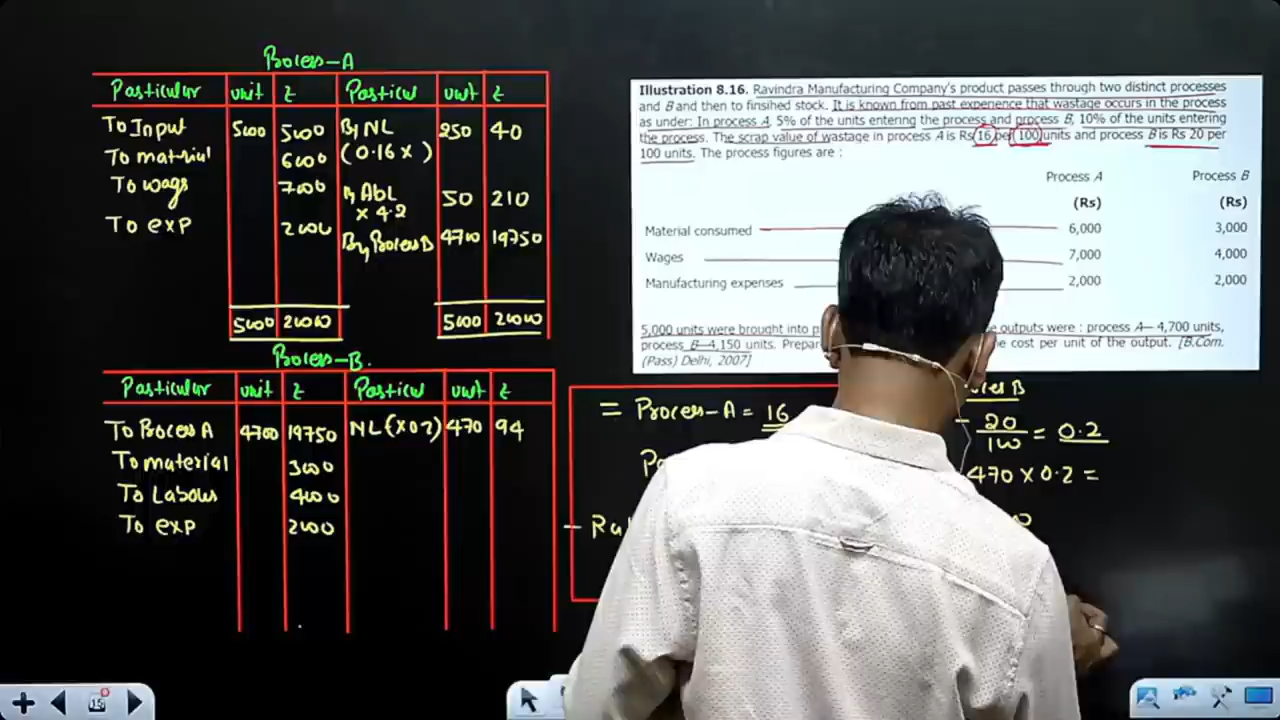 Process-A
Particular unit ₹ Particul unit ₹
To Input 5000 5000 By NL 250 40
To material 6000 (0.16 x )
To wags 7000 By AbL 50 210
x 4.2
To exp 2000 By Process B 4700 19750
5000 20000 5000 20000
Process-B.
Particular unit ₹ Particul unit ₹
To Process A 4700 19750 NL (x0.2) 470 94
To material 3000
To Labour 4000
To exp 2000
Illustration 8.16. Ravindra Manufacturing Company's product passes through two distinct processes
and B and then to finsihed stock. It is known from past experience that wastage occurs in the process
as under: In process A, 5% of the units entering the process and process B, 10% of the units entering
the process. The scrap value of wastage in process A is Rs 16 per 100 units and process B is Rs 20 per
100 units. The process figures are :
Process A Process B
(Rs) (Rs)
Material consumed 6,000 3,000
Wages 7,000 4,000
Manufacturing expenses 2,000 2,000
5,000 units were brought into p e outputs were : process A— 4,700 units,
process B—4,150 units. Prepar e cost per unit of the output. [B.Com.
(Pass) Delhi, 2007]
= Process-A = 16
B
20
100 = 0.2
470 x 0.2 =
15